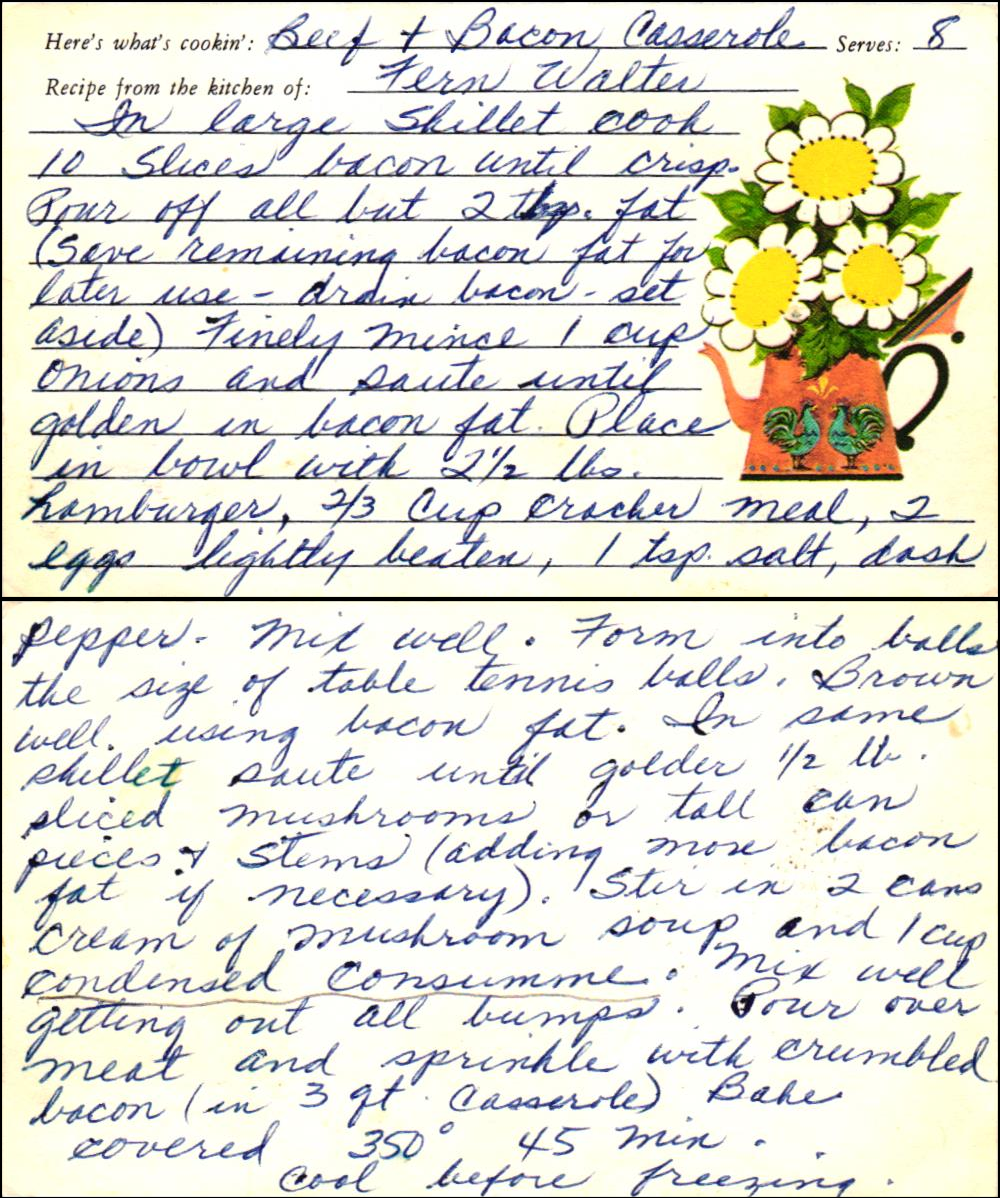 Here's what's cookin': Beef + Bacon Casserole Serves: 8
Recipe from the kitchen of: Fern Walter
In large Skillet cook
10 Slices bacon until crisp.
Pour off all but 2 tbsp. fat
(Save remaining bacon fat for
later use - drain bacon - set
aside) Finely mince 1 cup
Onions and saute until
golden in bacon fat. Place
in bowl with 2 1/2 lbs.
hamburger, 2/3 Cup Cracker meal, 2
eggs lightly beaten, 1 tsp. salt, dash
pepper - Mix well. Form into balls
the size of table tennis balls. Brown
well. using bacon fat. In same
skillet saute until golder 1/2 lb.
sliced mushrooms or tall can
pieces & Stems (adding more bacon
fat if necessary). Stir in 2 cans
cream of mushroom soup and 1 cup
condensed Consumme. Mix well
getting out all bumps. Pour over
meat and sprinkle with crumbled
bacon (in 3 qt. Casserole) Bake
covered 350° 45 min.
Cool before freezing.